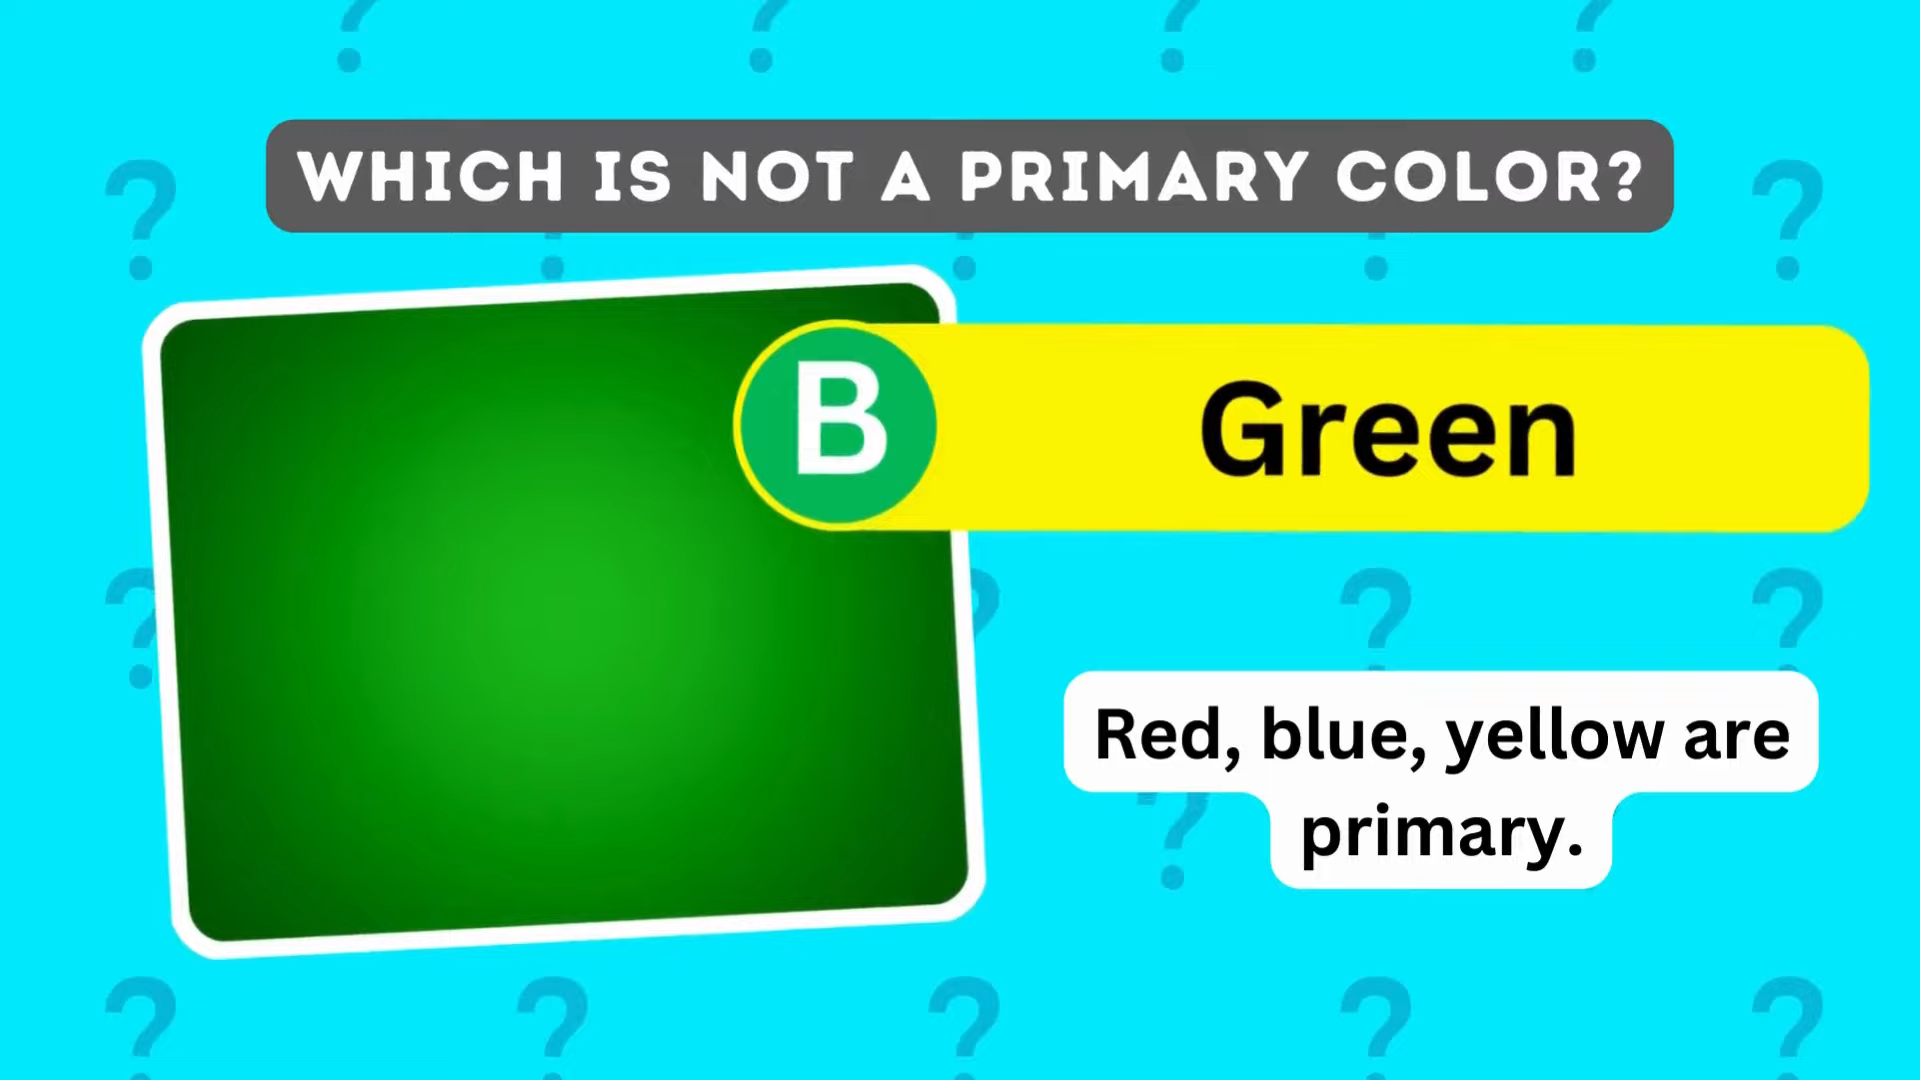 WHICH IS NOT A PRIMARY COLOR?
B
Green
Red, blue, yellow are
primary.